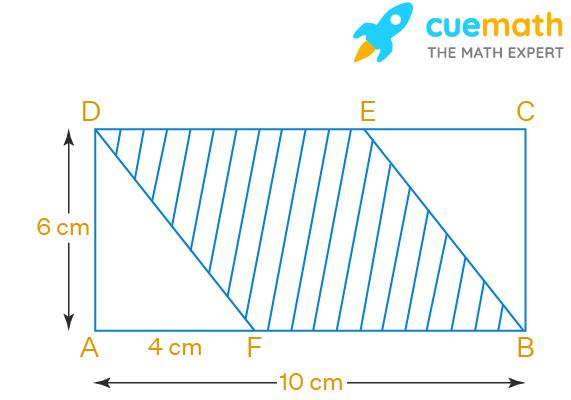 cuemath
THE MATH EXPERT
D
E
C
6 cm
A
4 cm
F
B
10 cm